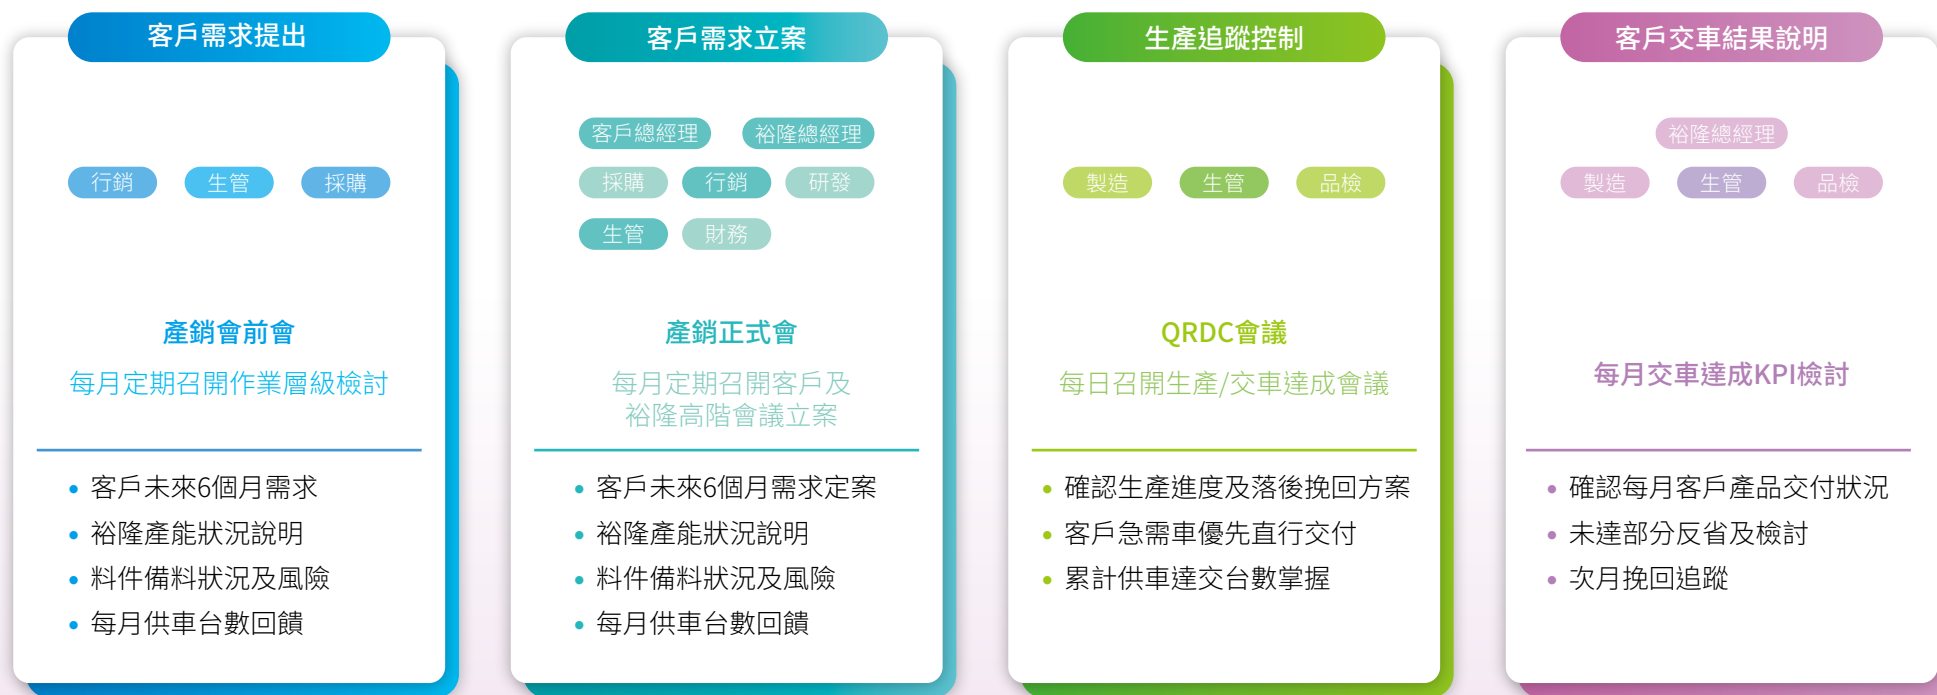 客戶需求提出
行銷 生管 採購
產銷會前會
每月定期召開作業層級檢討
• 客戶未來6個月需求
• 裕隆產能狀況說明
• 料件備料狀況及風險
• 每月供車台數回饋
客戶需求立案
客戶總經理 裕隆總經理
採購 行銷 研發
生管 財務
產銷正式會
每月定期召開客戶及
裕隆高階會議立案
• 客戶未來6個月需求定案
• 裕隆產能狀況說明
• 料件備料狀況及風險
• 每月供車台數回饋
生產追蹤控制
製造 生管 品檢
QRDC會議
每日召開生產/交車達成會議
• 確認生產進度及落後挽回方案
• 客戶急需車優先直行交付
• 累計供車達交台數掌握
客戶交車結果說明
裕隆總經理
製造 生管 品檢
每月交車達成KPI檢討
• 確認每月客戶產品交付狀況
• 未達部分反省及檢討
• 次月挽回追蹤